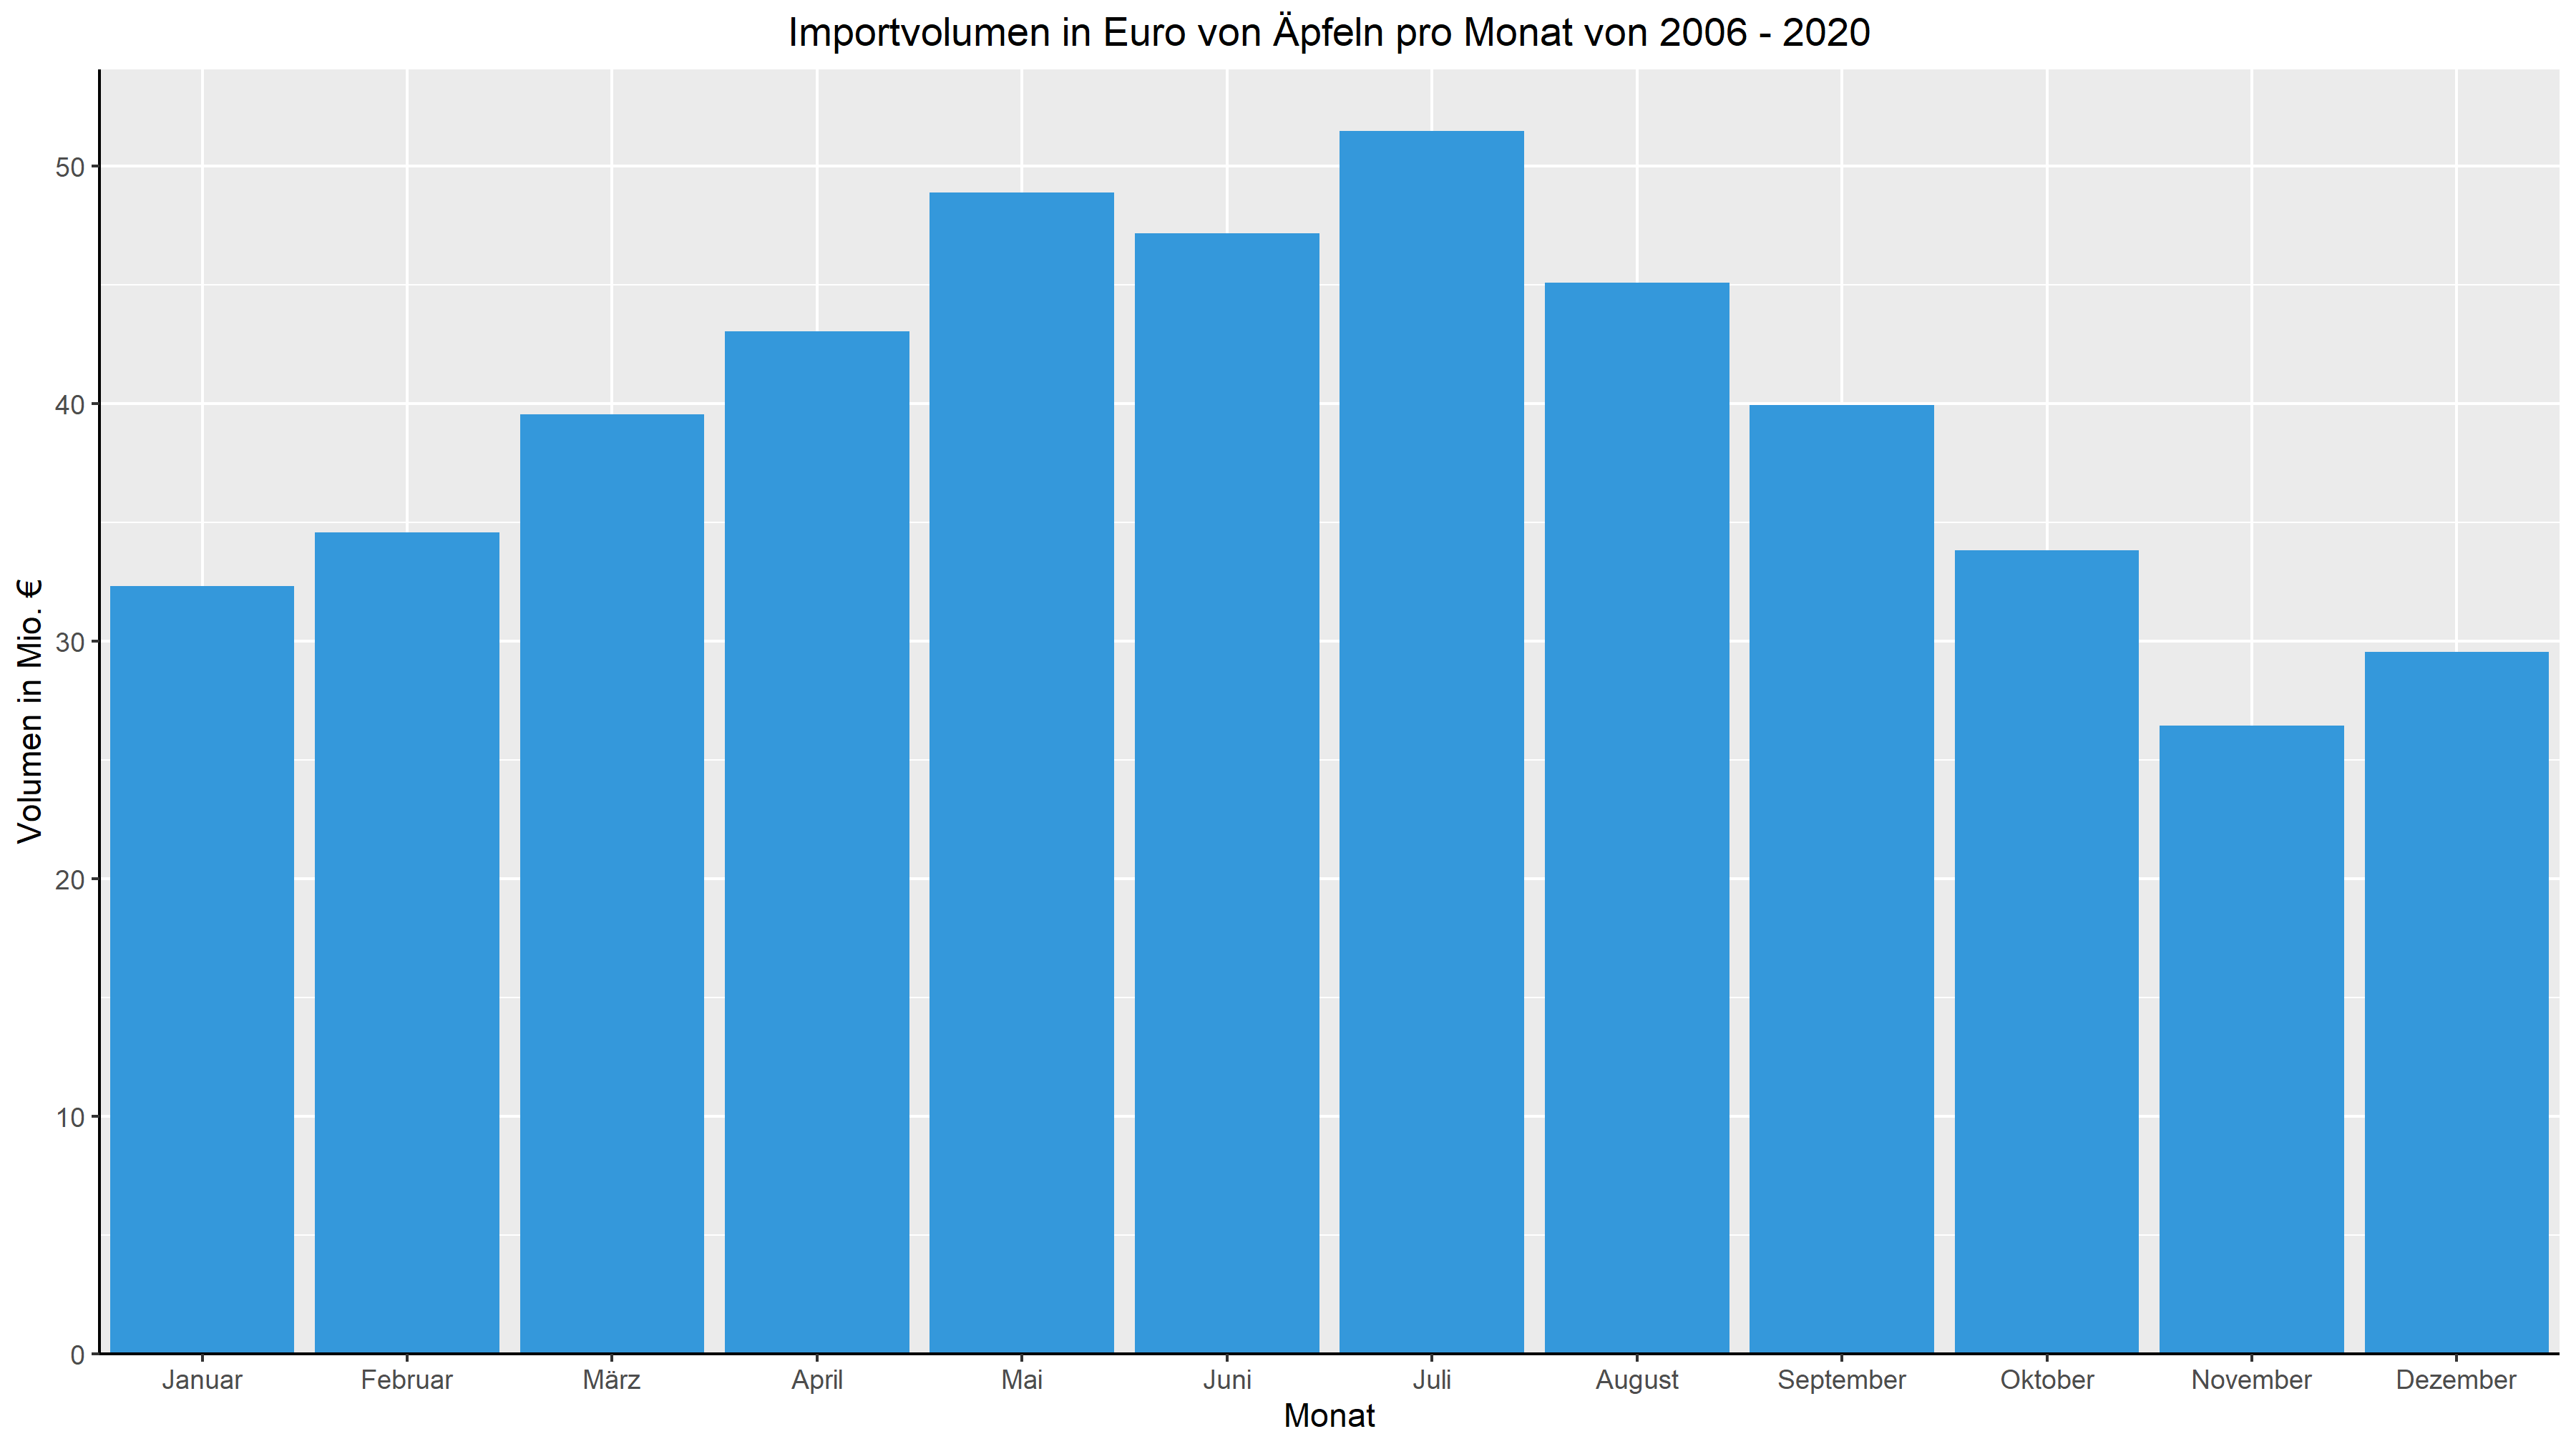 Importvolumen in Euro von Äpfeln pro Monat von 2006 - 2020
Volumen in Mio. €
50
40
30
20
10
0
Januar Februar März April Mai Juni Juli August September Oktober November Dezember
Monat